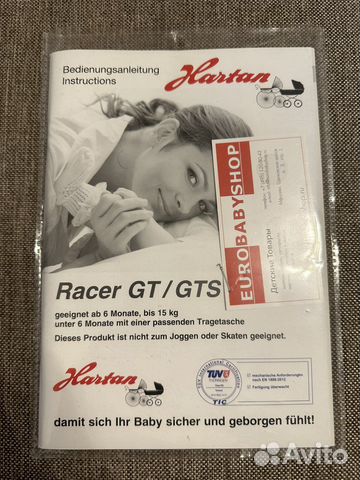 Bedienungsanleitung
Instructions
Hartan
EUROBABYSHOP
Детские Товары
Racer GT/GTS
geeignet ab 6 Monate, bis 15 kg
unter 6 Monate mit einer passenden Tragetasche
Dieses Produkt ist nicht zum Joggen oder Skaten geeignet.
Hartan
TÜV
THÜRINGEN
TIC
mechanische Anforderungen
nach EN 1888:2012
Fertigung überwacht
damit sich Ihr Baby sicher und geborgen fühlt!
Avito